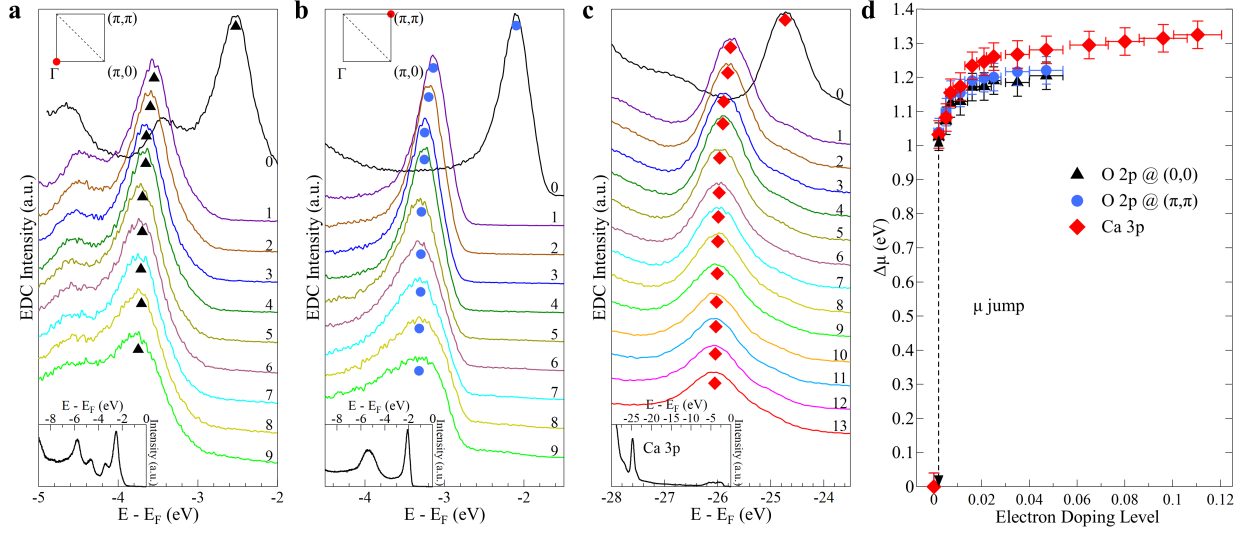 a
(π,π)
Γ
(π,0)
EDC Intensity (a.u.)
0
1
2
3
4
5
6
7
8
9
E - E_F (eV)
-8 -6 -4 -2 0
Intensity (a.u.)
-5 -4 -3 -2
E - E_F (eV)
b
(π,π)
Γ
(π,0)
EDC Intensity (a.u.)
0
1
2
3
4
5
6
7
8
9
E - E_F (eV)
-8 -6 -4 -2 0
Intensity (a.u.)
-4 -3 -2
E - E_F (eV)
c
EDC Intensity (a.u.)
0
1
2
3
4
5
6
7
8
9
10
11
12
13
E - E_F (eV)
-25 -20 -15 -10 -5 0
Ca 3p
Intensity (a.u.)
-28 -27 -26 -25 -24
E - E_F (eV)
d
Δμ (eV)
1.4
1.3
1.2
1.1
1
0.9
0.8
0.7
0.6
0.5
0.4
0.3
0.2
0.1
0
O 2p @ (0,0)
O 2p @ (π,π)
Ca 3p
μ jump
0 0.02 0.04 0.06 0.08 0.1 0.12
Electron Doping Level